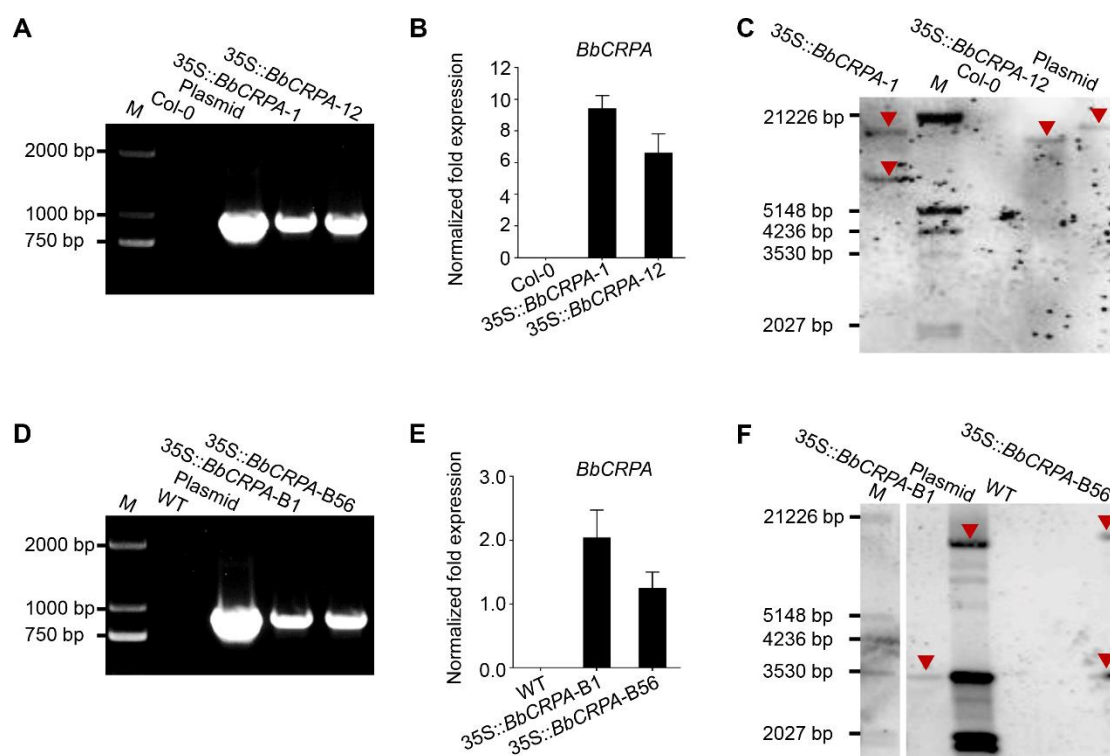 A
M
Col-0
Plasmid
35S::BbCRPA-1
35S::BbCRPA-12
2000 bp
1000 bp
750 bp
B
BbCRPA
Normalized fold expression
12
10
8
6
4
2
0
Col-0
35S::BbCRPA-1
35S::BbCRPA-12
C
35S::BbCRPA-1
M
Col-0
35S::BbCRPA-12
Plasmid
21226 bp
5148 bp
4236 bp
3530 bp
2027 bp
D
M
WT
Plasmid
35S::BbCRPA-B1
35S::BbCRPA-B56
2000 bp
1000 bp
750 bp
E
BbCRPA
Normalized fold expression
3.0
2.0
1.0
0.0
WT
35S::BbCRPA-B1
35S::BbCRPA-B56
F
M
35S::BbCRPA-B1
Plasmid
WT
35S::BbCRPA-B56
21226 bp
5148 bp
4236 bp
3530 bp
2027 bp